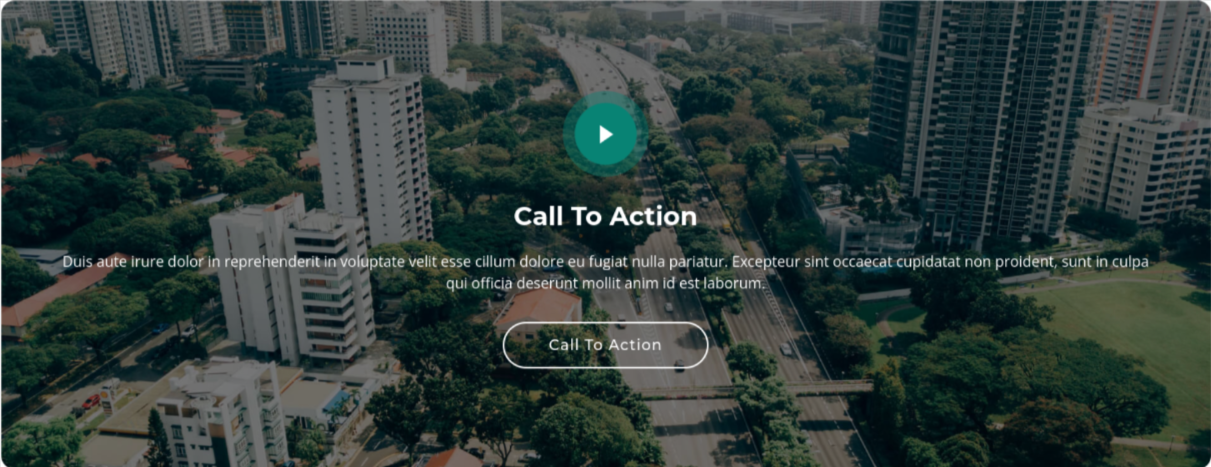 Call To Action
Duis aute irure dolor in reprehenderit in voluptate velit esse cillum dolore eu fugiat nulla pariatur. Excepteur sint occaecat cupidatat non proident, sunt in culpa
qui officia deserunt mollit anim id est laborum.
Call To Action